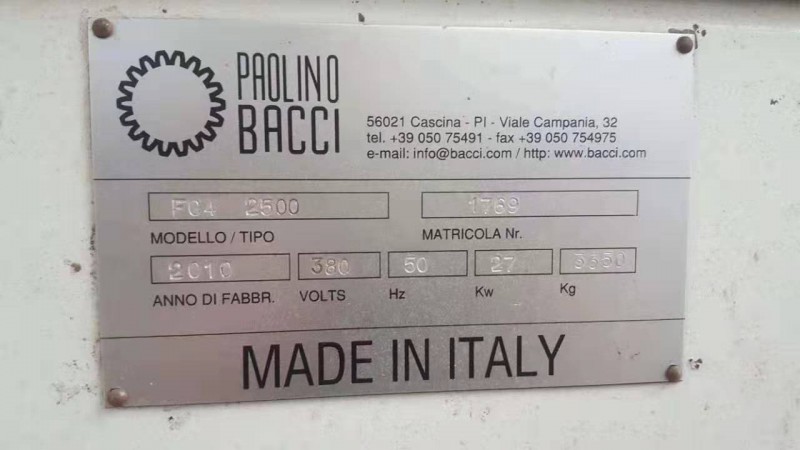 PAOLINO
BACCI
56021 Cascina - PI - Viale Campania, 32
tel. +39 050 75491 - fax +39 050 754975
e-mail: info@bacci.com / http: www.bacci.com
FC4 2500 1769
MODELLO / TIPO MATRICOLA Nr.
2010 380 50 27
ANNO DI FABBR. VOLTS Hz Kw Kg
MADE IN ITALY